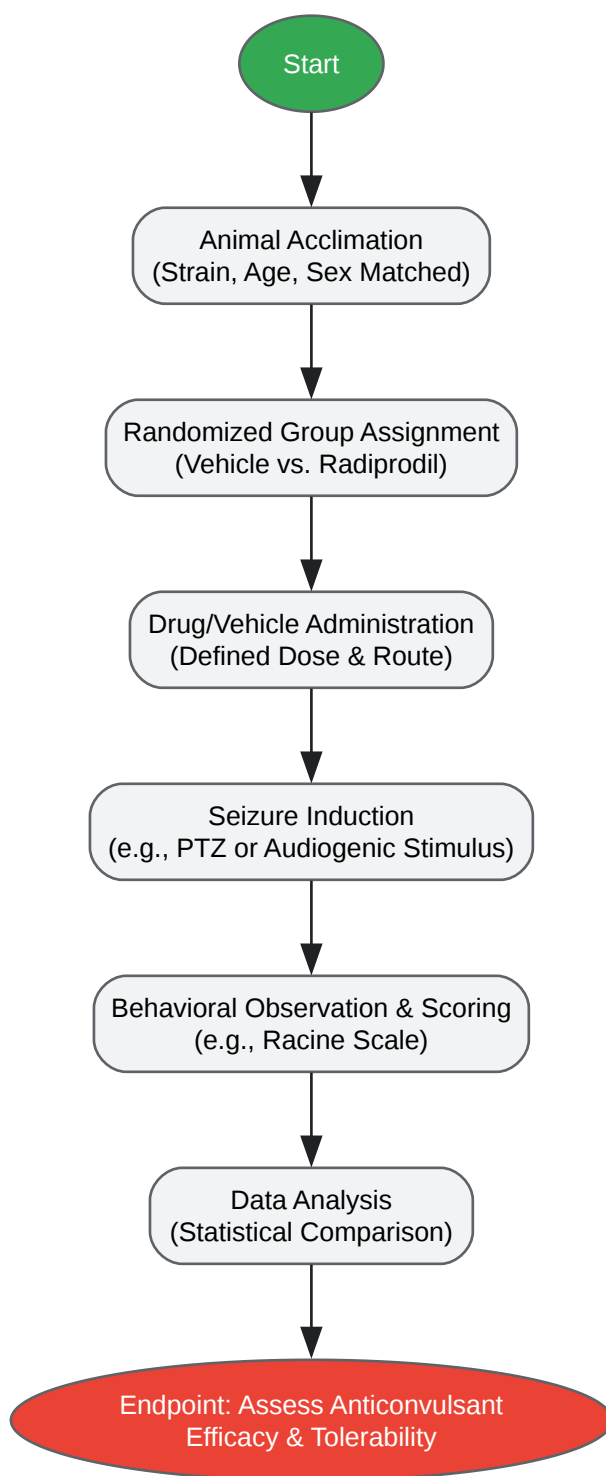 Start
Animal Acclimation
(Strain, Age, Sex Matched)
Randomized Group Assignment
(Vehicle vs. Radiprodil)
Drug/Vehicle Administration
(Defined Dose & Route)
Seizure Induction
(e.g., PTZ or Audiogenic Stimulus)
Behavioral Observation & Scoring
(e.g., Racine Scale)
Data Analysis
(Statistical Comparison)
Endpoint: Assess Anticonvulsant
Efficacy & Tolerability